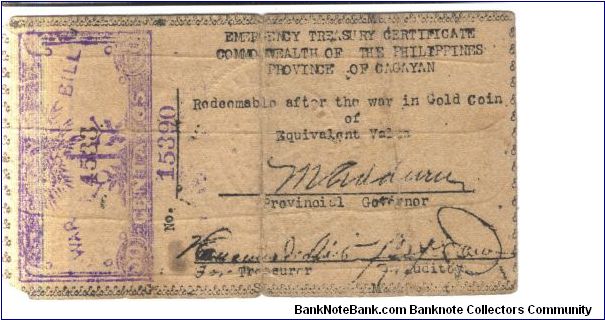 EMERGENCY TREASURY CERTIFICATE
COMMONWEALTH OF THE PHILIPPINES
PROVINCE OF CAGAYAN
Redeemable after the war in Gold Coin
of
Equivalent Value
Provincial Governor
For Treasurer
Auditor
No. 15390
WAR
BILL
BankNoteBank.com Banknote Collectors Community